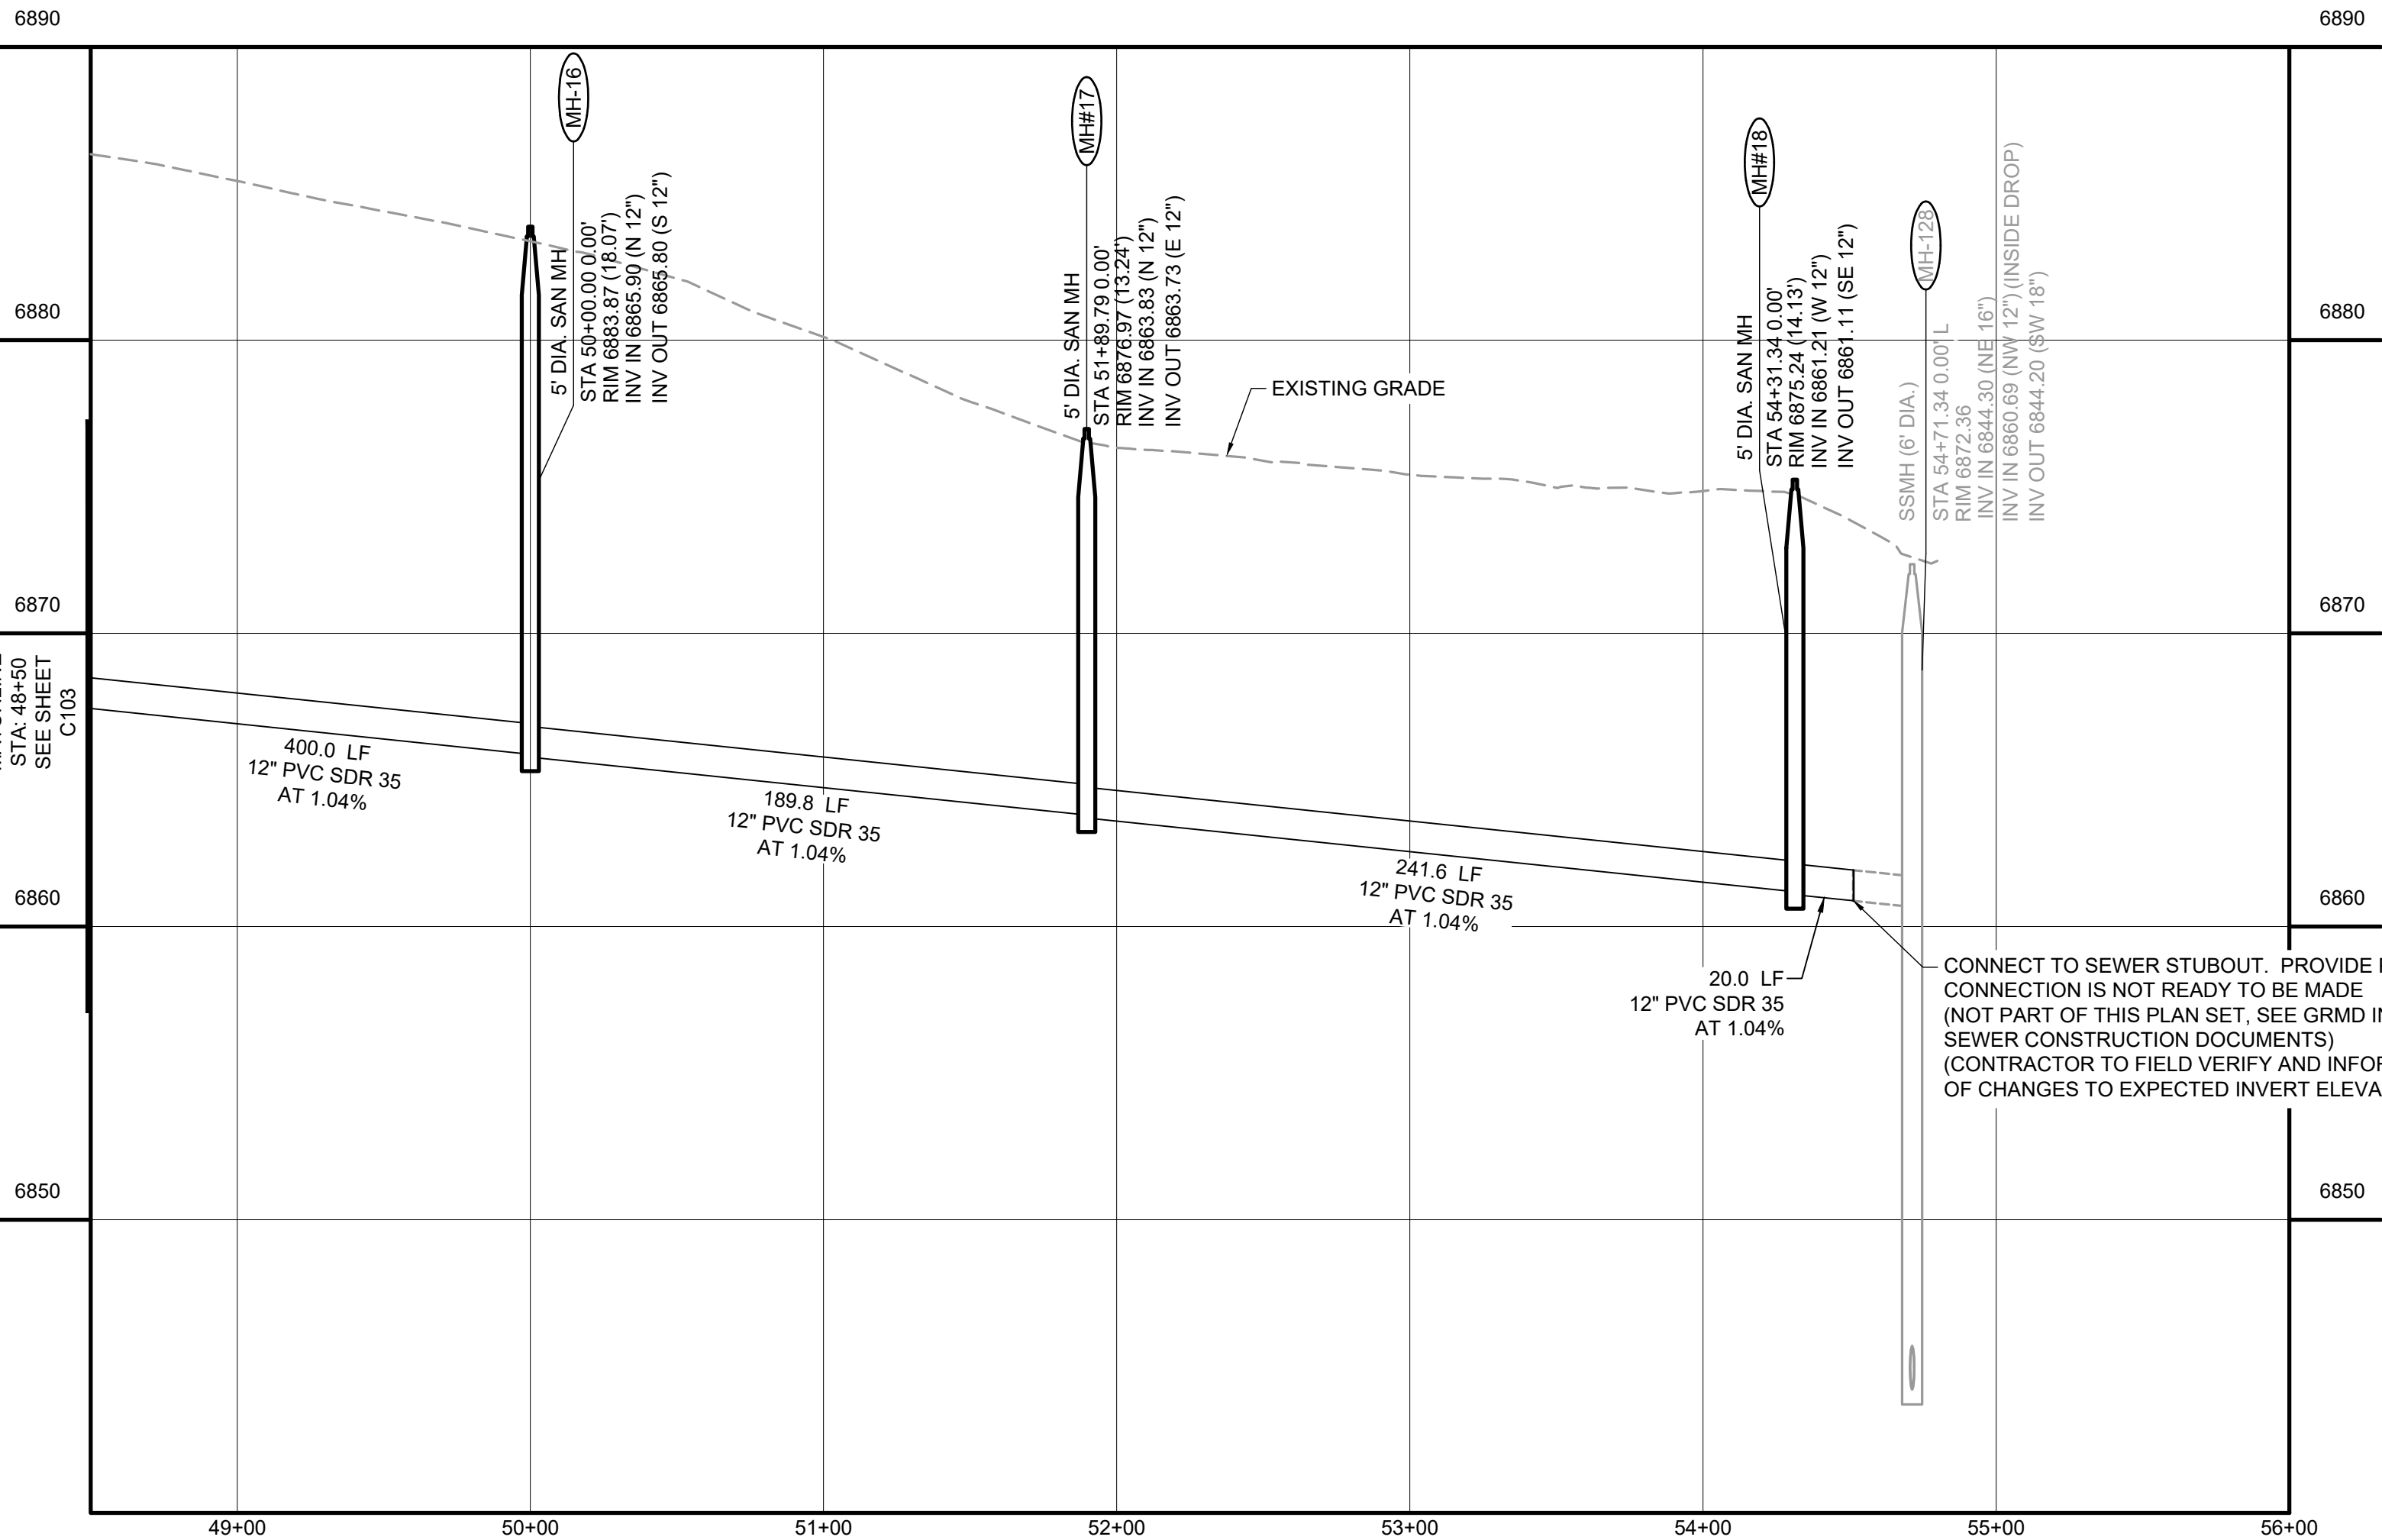 6890
6890
MH-16
5' DIA. SAN MH
STA 50+00.00 0.00'
RIM 6883.87 (18.07')
INV IN 6865.90 (N 12")
INV OUT 6865.80 (S 12")
MH#17
5' DIA. SAN MH
STA 51+89.79 0.00'
RIM 6876.97 (13.24')
INV IN 6863.83 (N 12")
INV OUT 6863.73 (E 12")
MH#18
5' DIA. SAN MH
STA 54+31.34 0.00'
RIM 6875.24 (14.13')
INV IN 6861.21 (W 12")
INV OUT 6861.11 (SE 12")
MH-128
SSMH (6' DIA.)
STA 54+71.34 0.00' L
RIM 6872.36
INV IN 6844.30 (NE 16")
INV IN 6860.69 (NW 12") (INSIDE DROP)
INV OUT 6844.20 (SW 18")
6880
6880
EXISTING GRADE
6870
6870
STA: 48+50
SEE SHEET
C103
400.0 LF
12" PVC SDR 35
AT 1.04%
189.8 LF
12" PVC SDR 35
AT 1.04%
241.6 LF
12" PVC SDR 35
AT 1.04%
6860
6860
20.0 LF
12" PVC SDR 35
AT 1.04%
CONNECT TO SEWER STUBOUT. PROVIDE
CONNECTION IS NOT READY TO BE MADE
(NOT PART OF THIS PLAN SET, SEE GRMD
SEWER CONSTRUCTION DOCUMENTS)
(CONTRACTOR TO FIELD VERIFY AND
OF CHANGES TO EXPECTED INVERT
6850
6850
49+00
50+00
51+00
52+00
53+00
54+00
55+00
56+00